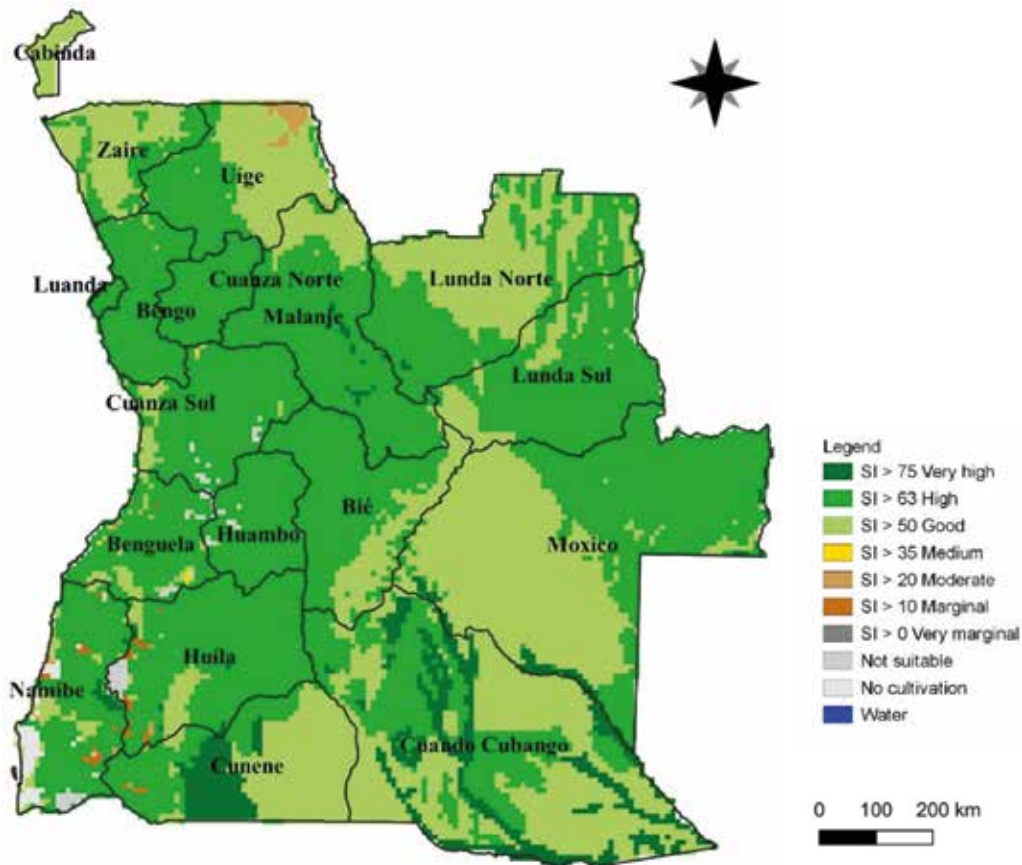 Cabinda
Zaire
Uíge
Luanda
Cuanza Norte
Lunda Norte
Bengo
Malanje
Lunda Sul
Cuanza Sul
Bié
Huambo
Benguela
Moxico
Huíla
Namibe
Cuando Cubango
Cunene
Legend
SI > 75 Very high
SI > 63 High
SI > 50 Good
SI > 35 Medium
SI > 20 Moderate
SI > 10 Marginal
SI > 0 Very marginal
Not suitable
No cultivation
Water
0 100 200 km